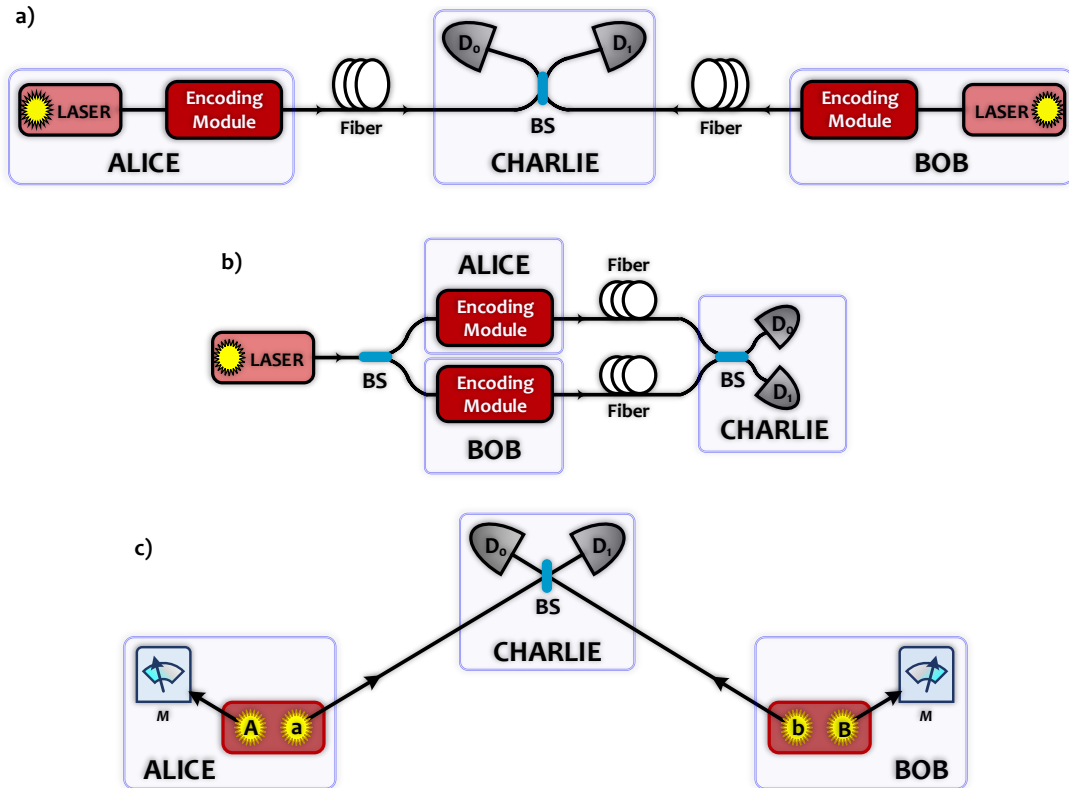 a)
D₀
D₁
LASER
Encoding
Module
Fiber
BS
Fiber
Encoding
Module
LASER
ALICE
CHARLIE
BOB
b)
ALICE
Fiber
Encoding
Module
LASER
BS
D₀
BS
D₁
Encoding
Module
Fiber
BOB
CHARLIE
c)
D₀
D₁
BS
CHARLIE
M
A
a
b
B
M
ALICE
BOB